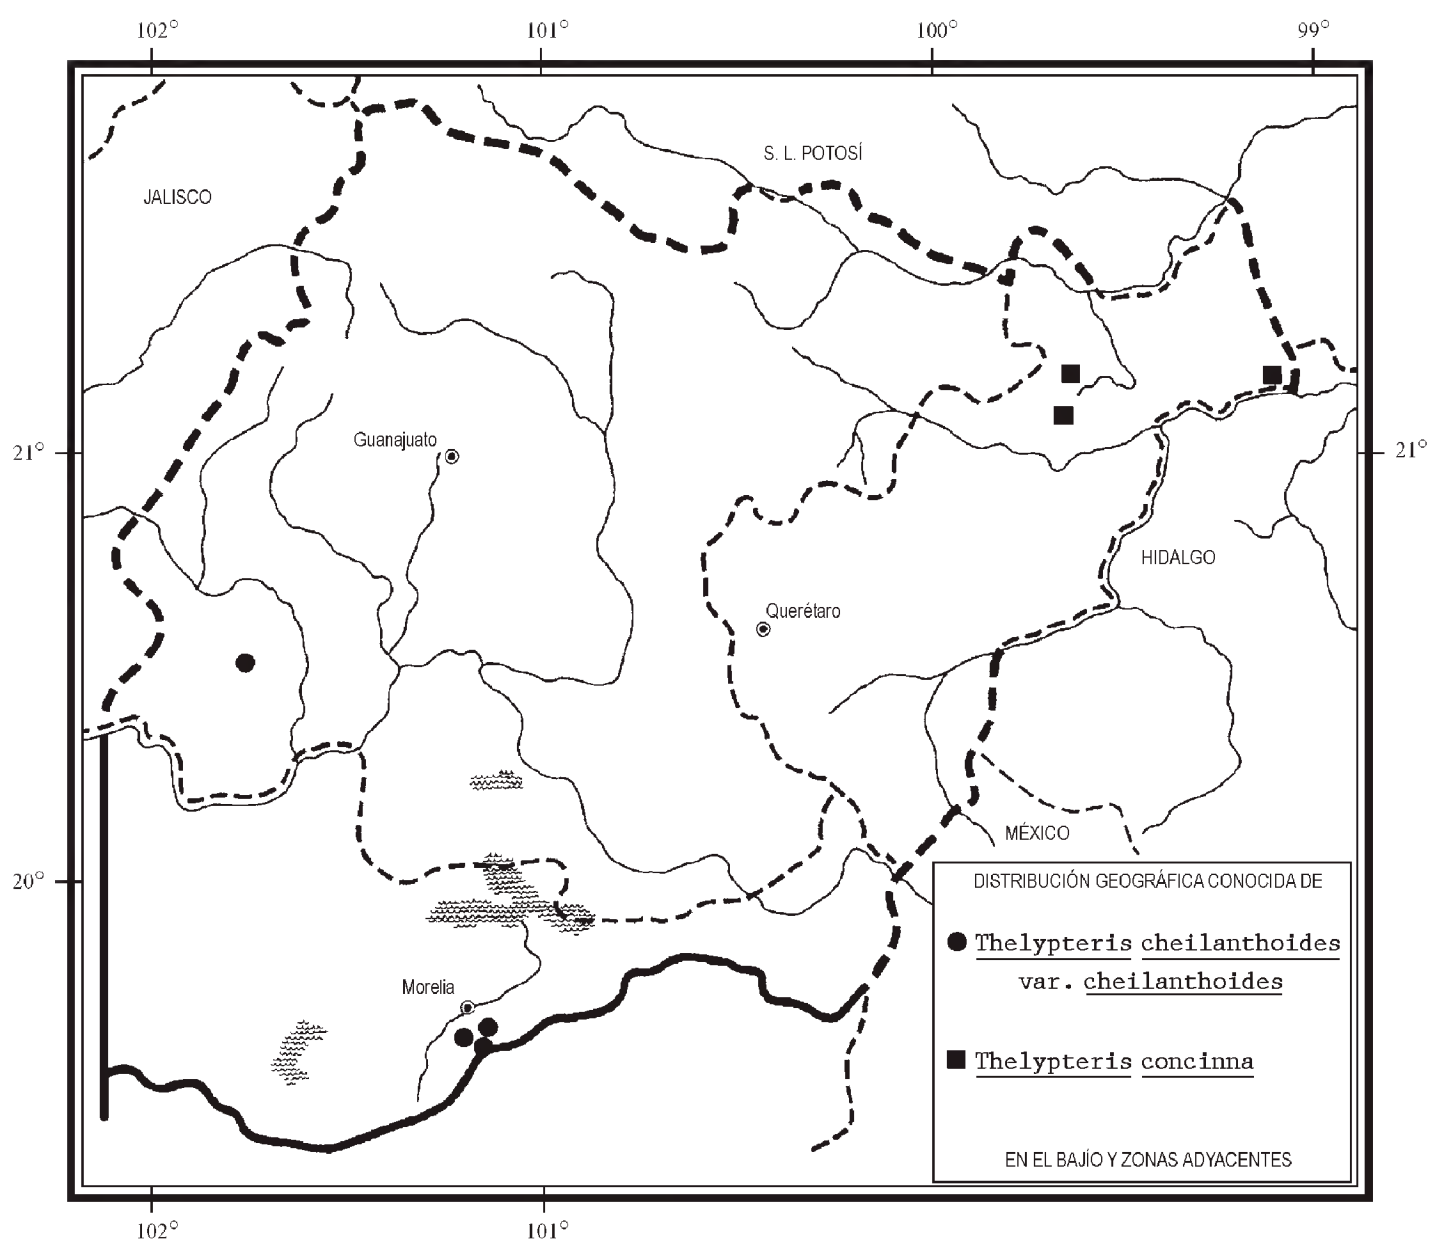 102° 101° 100° 99°
S. L. POTOSÍ
JALISCO
Guanajuato
21° 21°
HIDALGO
Querétaro
MÉXICO
20°
DISTRIBUCIÓN GEOGRÁFICA CONOCIDA DE
Thelypteris cheilanthoides
var. cheilanthoides
Morelia
Thelypteris concinna
EN EL BAJÍO Y ZONAS ADYACENTES
102° 101°